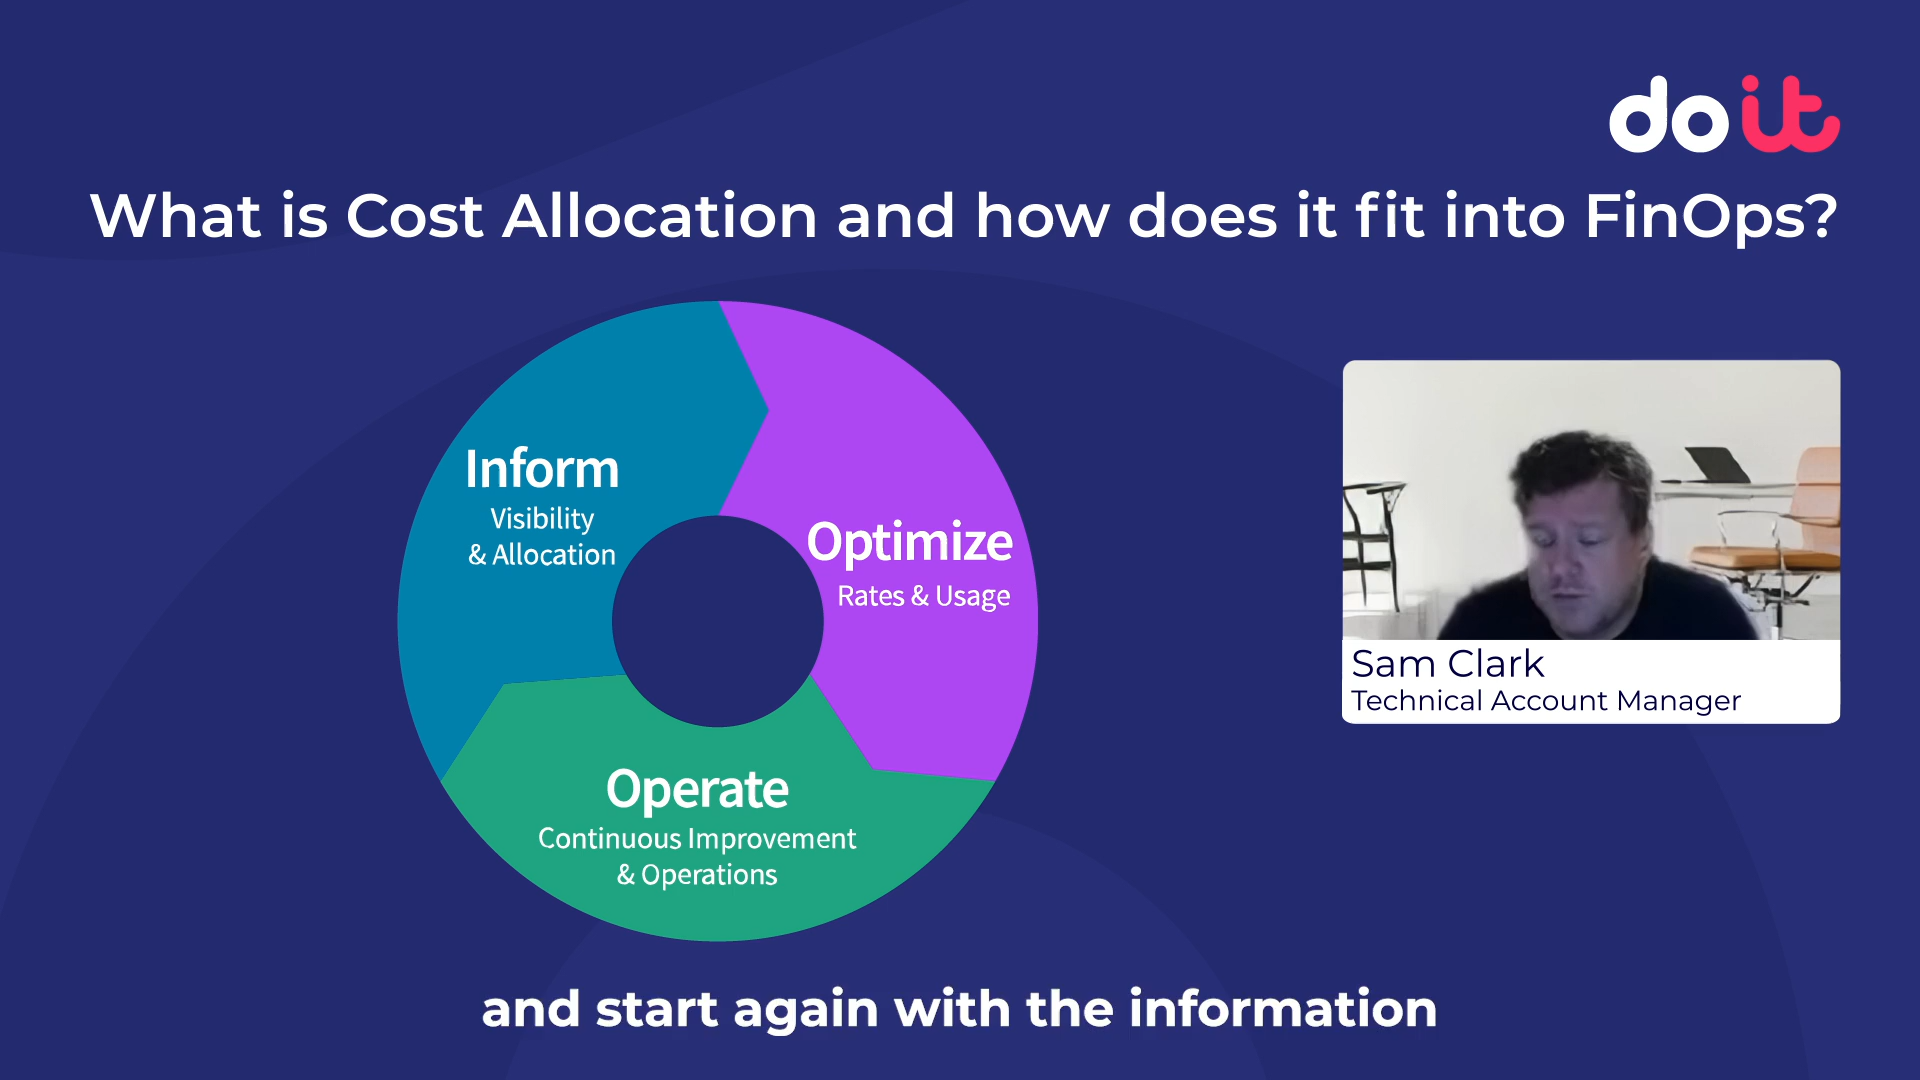 doit
What is Cost Allocation and how does it fit into FinOps?
Inform
Visibility
& Allocation
Optimize
Rates & Usage
Operate
Continuous Improvement
& Operations
Sam Clark
Technical Account Manager
and start again with the information